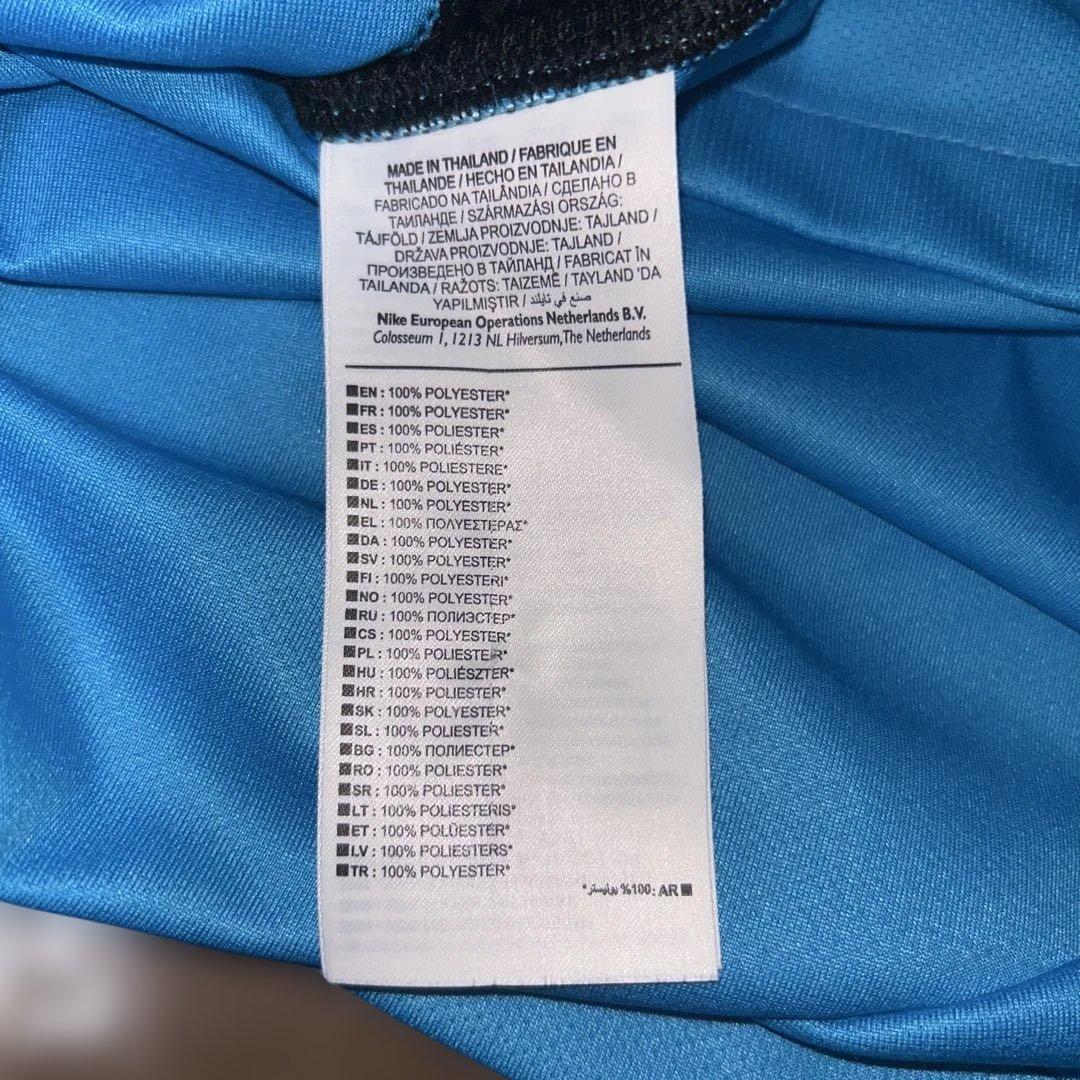 MADE IN THAILAND / FABRIQUE EN
THAILANDE / HECHO EN TAILANDIA /
FABRICADO NA TAILÂNDIA / СДЕЛАНО В
ТАИЛАНДЕ / SZÁRMAZÁSI ORSZÁG:
TÁJFÖLD / ZEMLJA PROIZVODNJE: TAJLAND /
DRŽAVA PROIZVODNJE: TAJLAND /
ПРОИЗВЕДЕНО В ТАЙЛАНД / FABRICAT ÎN
TAILANDA / RAŽOTS: TAIZEMĒ / TAYLAND 'DA
YAPILMIŞTIR / صنع في تايلند
Nike European Operations Netherlands B.V.
Colosseum 1, 1213 NL Hilversum, The Netherlands
EN : 100% POLYESTER*
FR : 100% POLYESTER*
ES : 100% POLIESTER*
PT : 100% POLIÉSTER*
IT : 100% POLIESTERE*
DE : 100% POLYESTER*
NL : 100% POLYESTER*
EL : 100% ΠΟΛΥΕΣΤΕΡΑΣ*
DA : 100% POLYESTER*
SV : 100% POLYESTER*
FI : 100% POLYESTERI*
NO : 100% POLYESTER*
RU : 100% ПОЛИЭСТЕР*
CS : 100% POLYESTER*
PL : 100% POLIESTER*
HU : 100% POLIÉSZTER*
HR : 100% POLIESTER*
SK : 100% POLYESTER*
SL : 100% POLIESTER*
BG : 100% ПОЛИЕСТЕР*
RO : 100% POLIESTER*
SR : 100% POLIESTER*
LT : 100% POLIESTERIS*
ET : 100% POLÜESTER*
LV : 100% POLIESTERS*
TR : 100% POLYESTER*
AR :100% بوليستر*